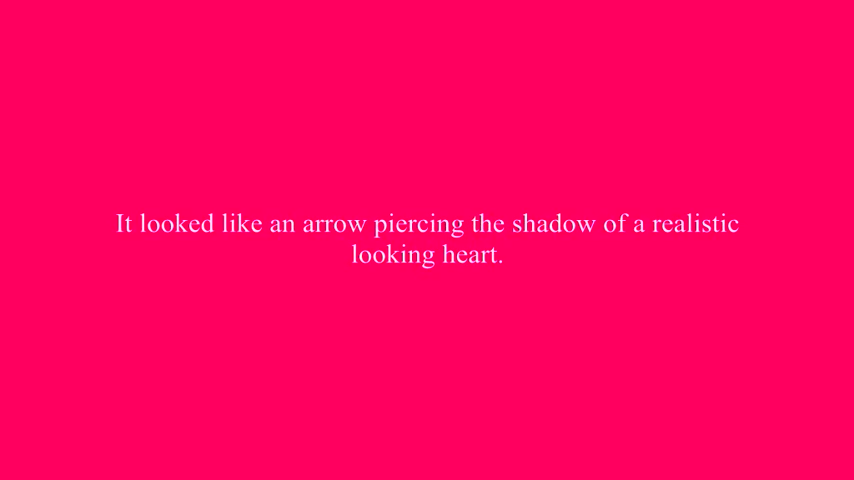 It looked like an arrow piercing the shadow of a realistic
looking heart.